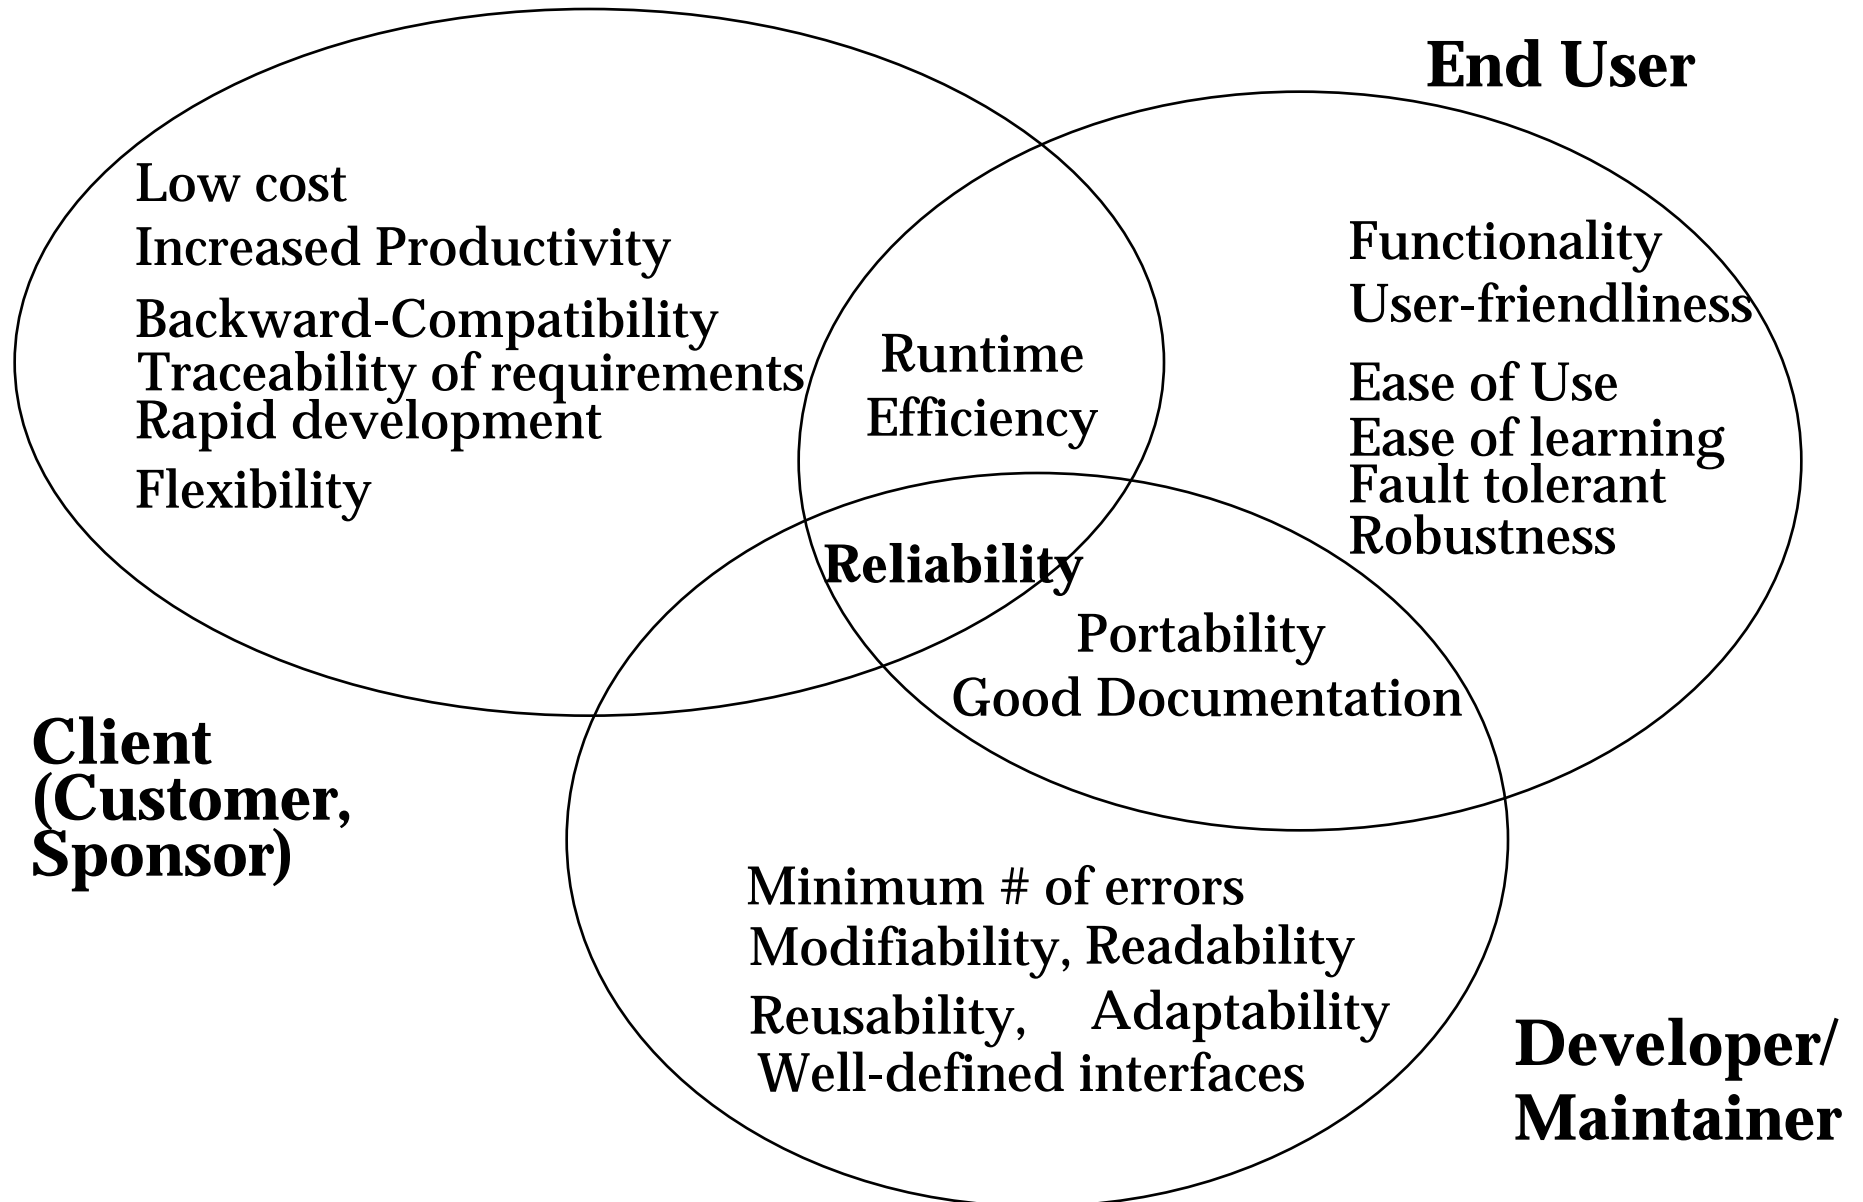 End User
Low cost
Increased Productivity
Backward-Compatibility
Traceability of requirements
Rapid development
Flexibility
Runtime
Efficiency
Functionality
User-friendliness
Ease of Use
Ease of learning
Fault tolerant
Robustness
Reliability
Portability
Good Documentation
Client
(Customer,
Sponsor)
Minimum # of errors
Modifiability, Readability
Reusability, Adaptability
Well-defined interfaces
Developer/
Maintainer